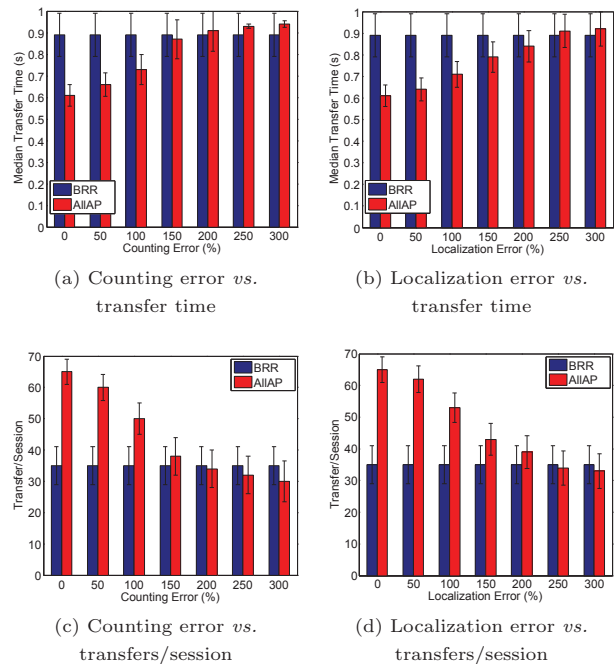 1
0.9
0.8
0.7
0.6
0.5
0.4
0.3
0.2
0.1
0
Median Transfer Time (s)
BRR
AllAP
0 50 100 150 200 250 300
Counting Error (%)
(a) Counting error vs.
transfer time
1
0.9
0.8
0.7
0.6
0.5
0.4
0.3
0.2
0.1
0
Median Transfer Time (s)
BRR
AllAP
0 50 100 150 200 250 300
Localization Error (%)
(b) Localization error vs.
transfer time
70
60
50
40
30
20
10
0
Transfer/Session
BRR
AllAP
0 50 100 150 200 250 300
Counting Error (%)
(c) Counting error vs.
transfers/session
70
60
50
40
30
20
10
0
Transfer/Session
BRR
AllAP
0 50 100 150 200 250 300
Localization Error (%)
(d) Localization error vs.
transfers/session